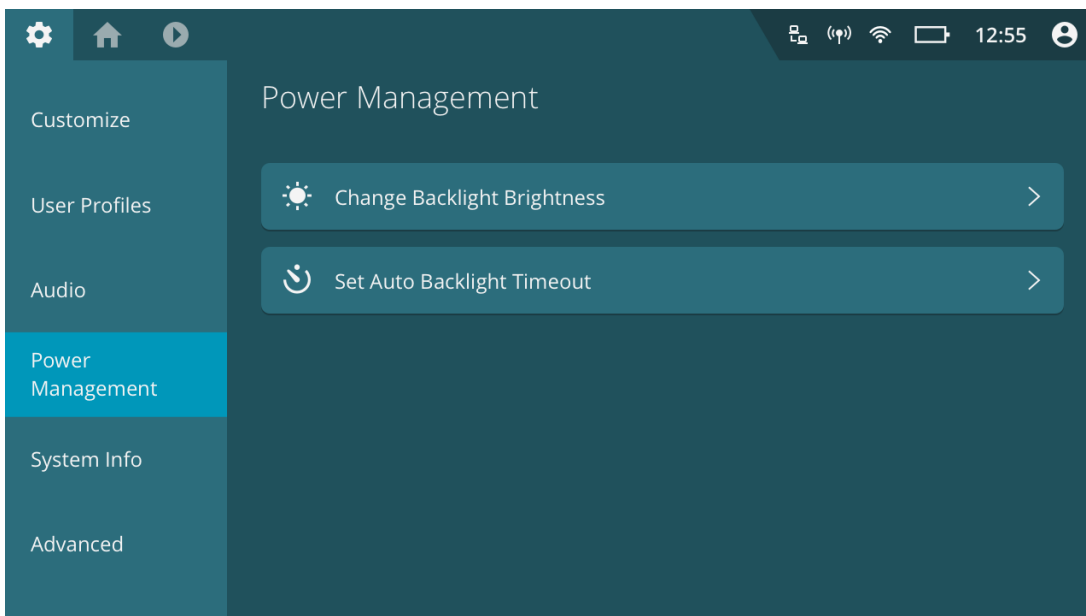 12:55
Power Management
Customize
User Profiles
Audio
Power
Management
System Info
Advanced
Change Backlight Brightness
Set Auto Backlight Timeout